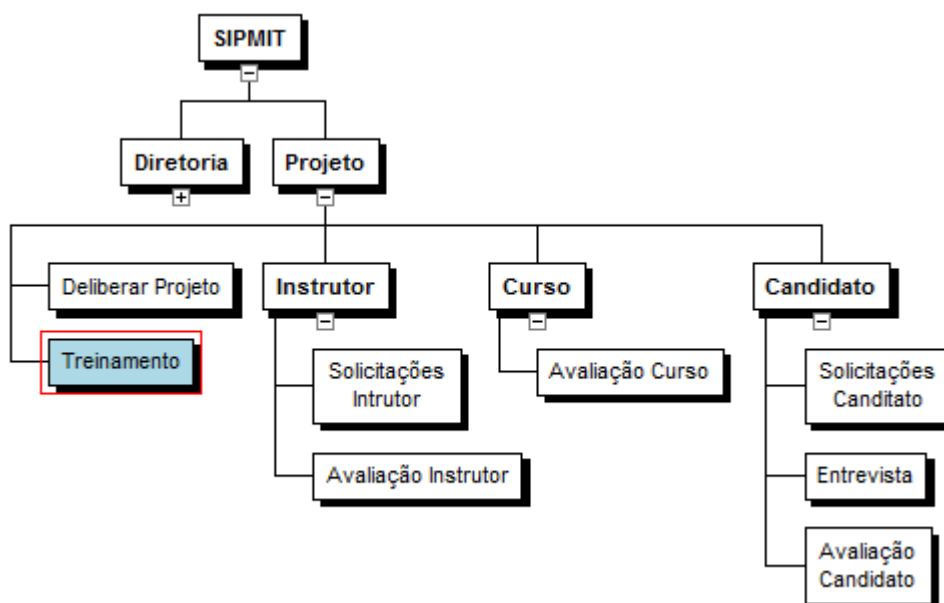 SIPMIT
Diretoria
Projeto
Deliberar Projeto
Treinamento
Instrutor
Solicitações
Intrutor
Avaliação Instrutor
Curso
Avaliação Curso
Candidato
Solicitações
Canditato
Entrevista
Avaliação
Candidato